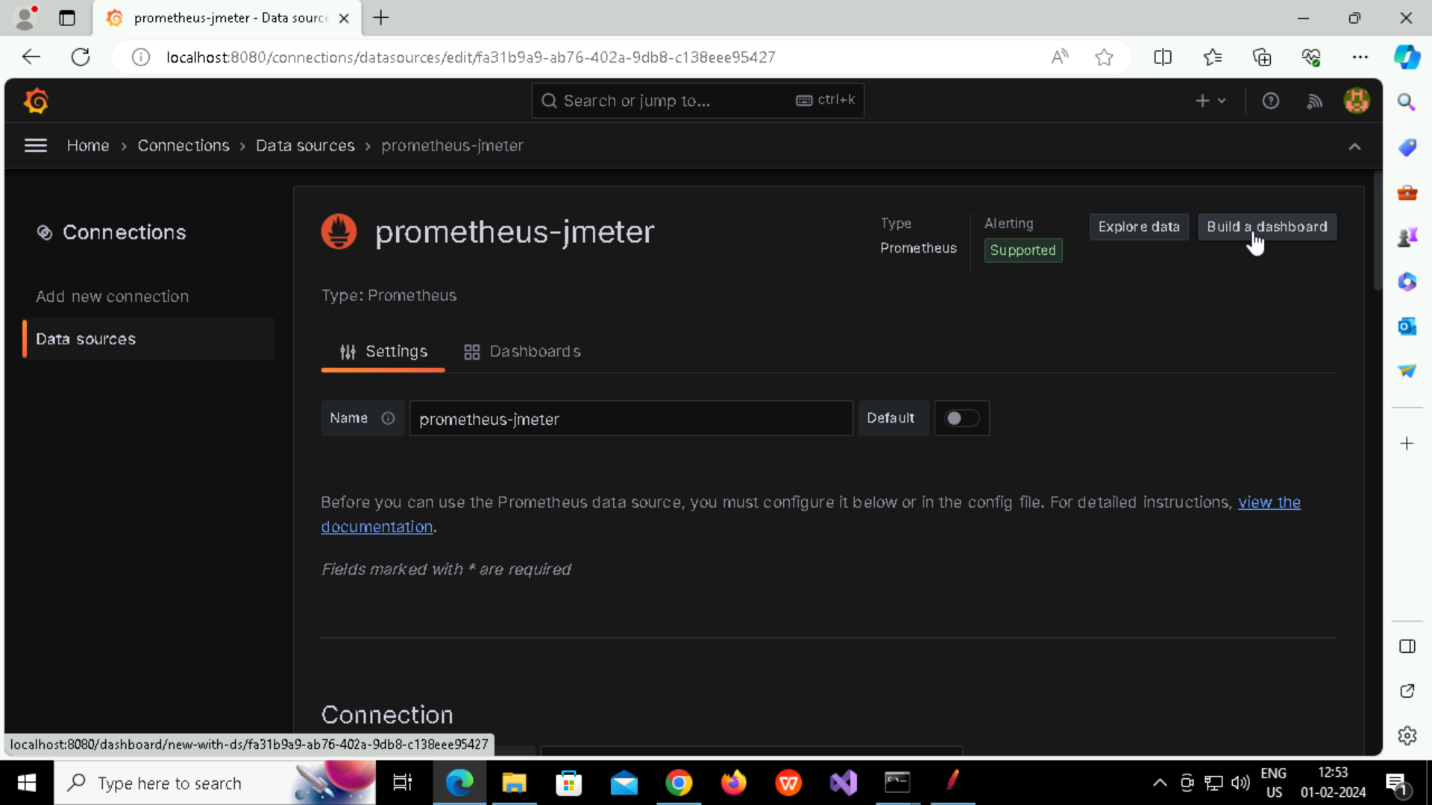 prometheus-jmeter - Data source
localhost:8080/connections/datasources/edit/fa31b9a9-ab76-402a-9db8-c138eee95427
Search or jump to...
ctrl+k
Home › Connections › Data sources › prometheus-jmeter
Connections
Add new connection
Data sources
prometheus-jmeter
Type
Prometheus
Alerting
Supported
Explore data
Build a dashboard
Type: Prometheus
Settings
Dashboards
Name
prometheus-jmeter
Default
Before you can use the Prometheus data source, you must configure it below or in the config file. For detailed instructions, view the
documentation.
Fields marked with * are required
Connection
localhost:8080/dashboard/new-with-ds/fa31b9a9-ab76-402a-9db8-c138eee95427
Type here to search
ENG
US
12:53
01-02-2024
1